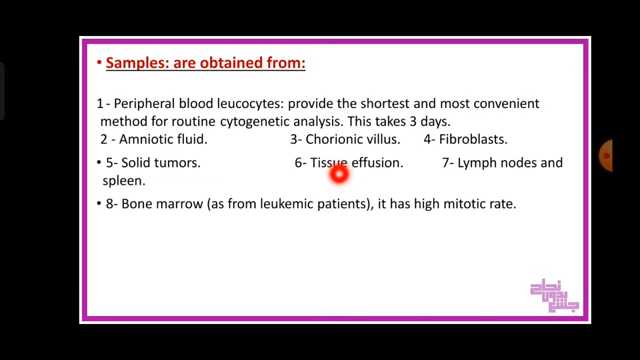 • Samples: are obtained from:
1 - Peripheral blood leucocytes: provide the shortest and most convenient
method for routine cytogenetic analysis. This takes 3 days.
2 - Amniotic fluid. 3- Chorionic villus. 4- Fibroblasts.
• 5- Solid tumors. 6- Tissue effusion. 7- Lymph nodes and
spleen.
• 8- Bone marrow (as from leukemic patients), it has high mitotic rate.